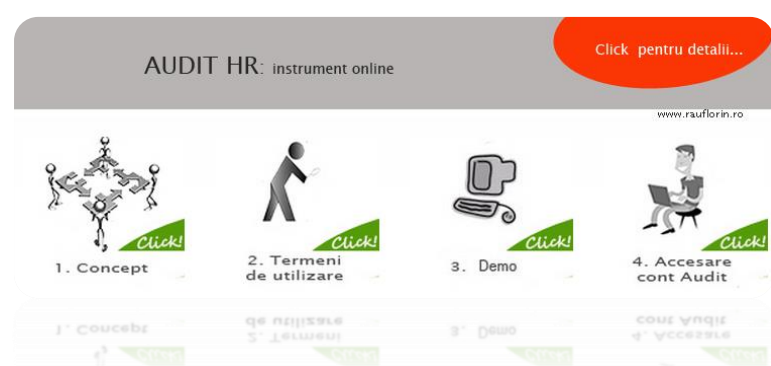 AUDIT HR: instrument online
Click pentru detalii...
www.rauflorin.ro
Click!
Click!
Click!
Click!
1. Concept
2. Termeni
de utilizare
3. Demo
4. Accesare
cont Audit